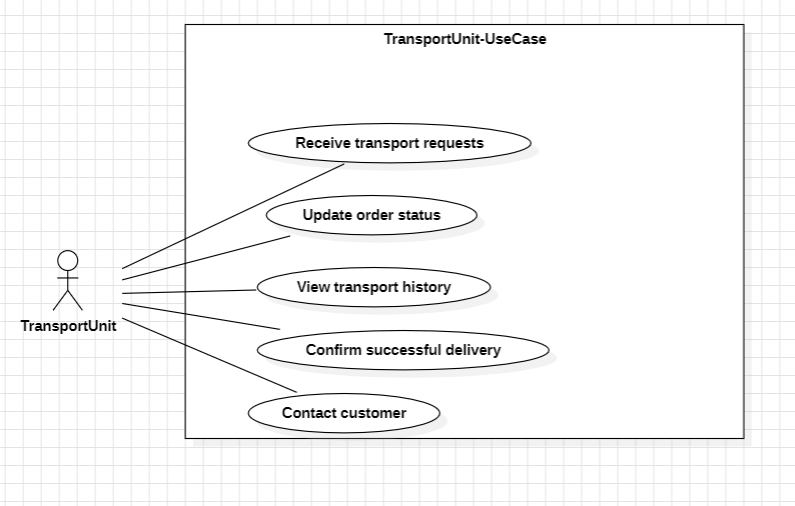 TransportUnit-UseCase
Receive transport requests
Update order status
View transport history
TransportUnit
Confirm successful delivery
Contact customer